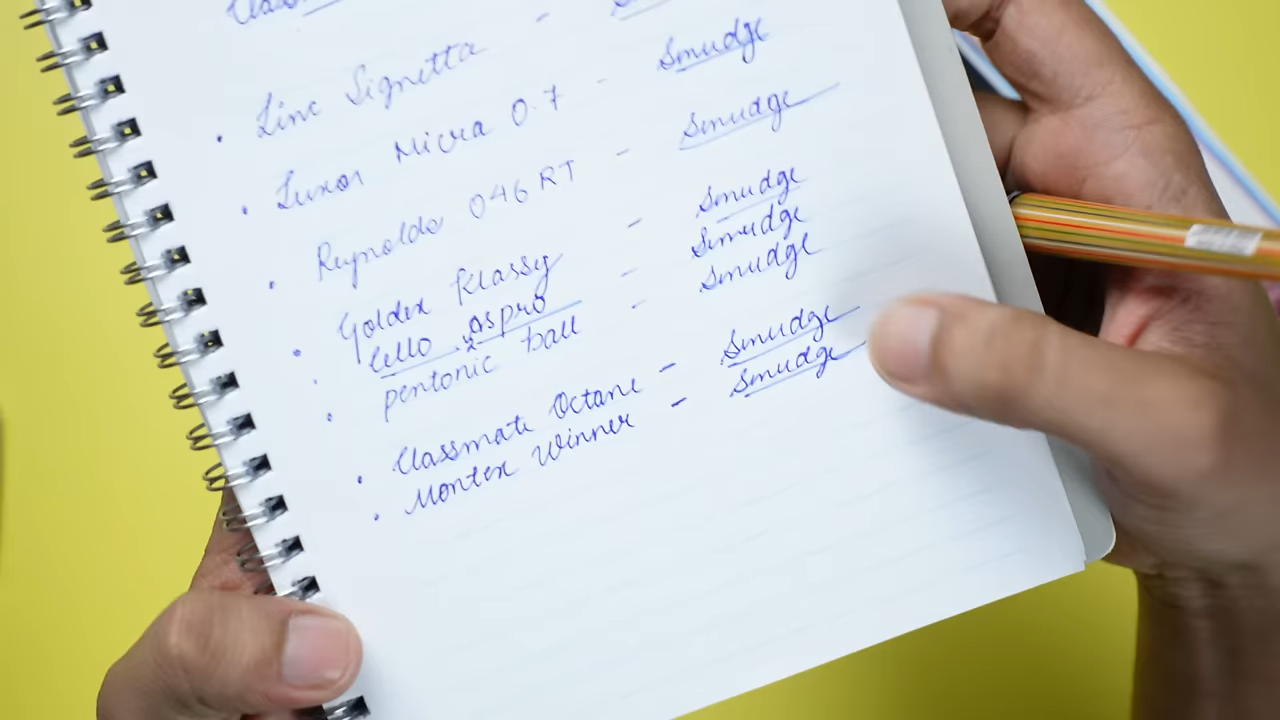 • Linc Signetta - 
• Luxor Micra 0.7 - Smudge
• Reynolds 046 RT - Smudge
• Goldex Klassy - Smudge
• Cello Aspro - Smudge
• pentonic ball - Smudge
• Classmate Octane - Smudge
• Montex Winner - Smudge